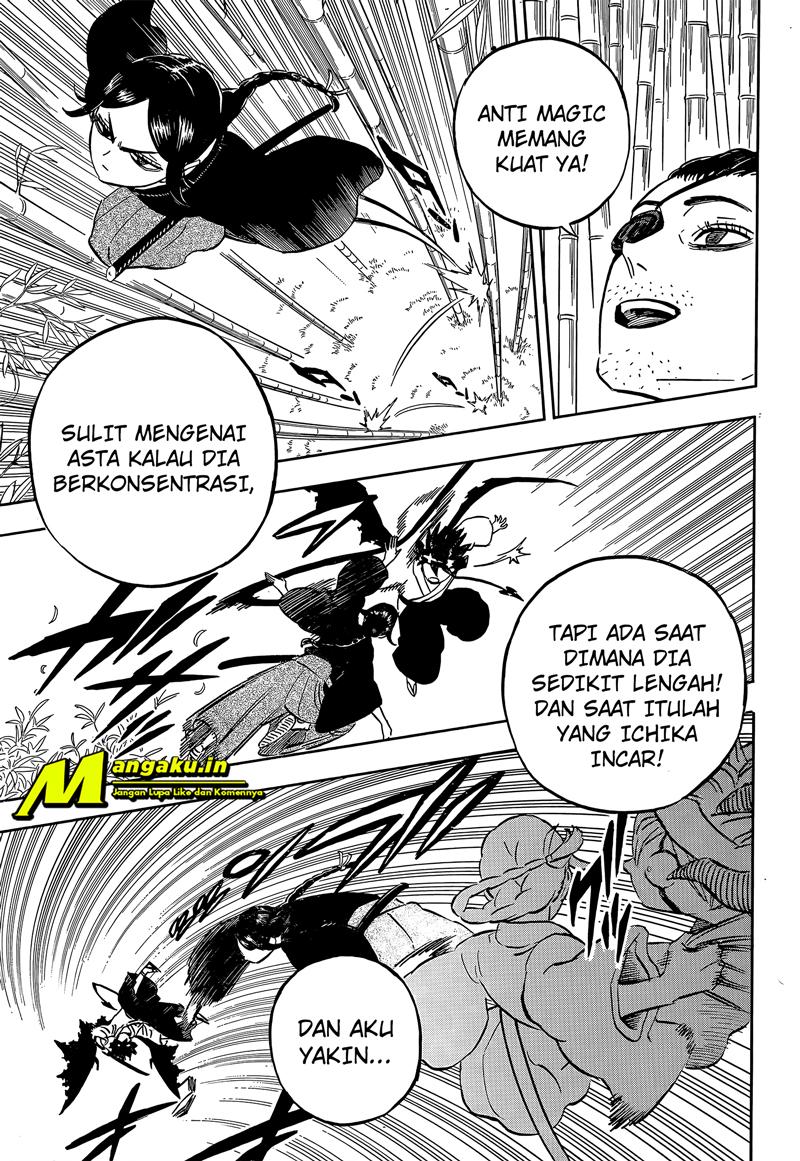 ANTI MAGIC
MEMANG
KUAT YA!
SULIT MENGENAI
ASTA KALAU DIA
BERKONSENTRASI,
TAPI ADA SAAT
DIMANA DIA
SEDIKIT LENGAH!
DAN SAAT ITULAH
YANG ICHIKA
INCAR!
Mangaku.in
Jangan Lupa Like dan Komennya
DAN AKU
YAKIN...